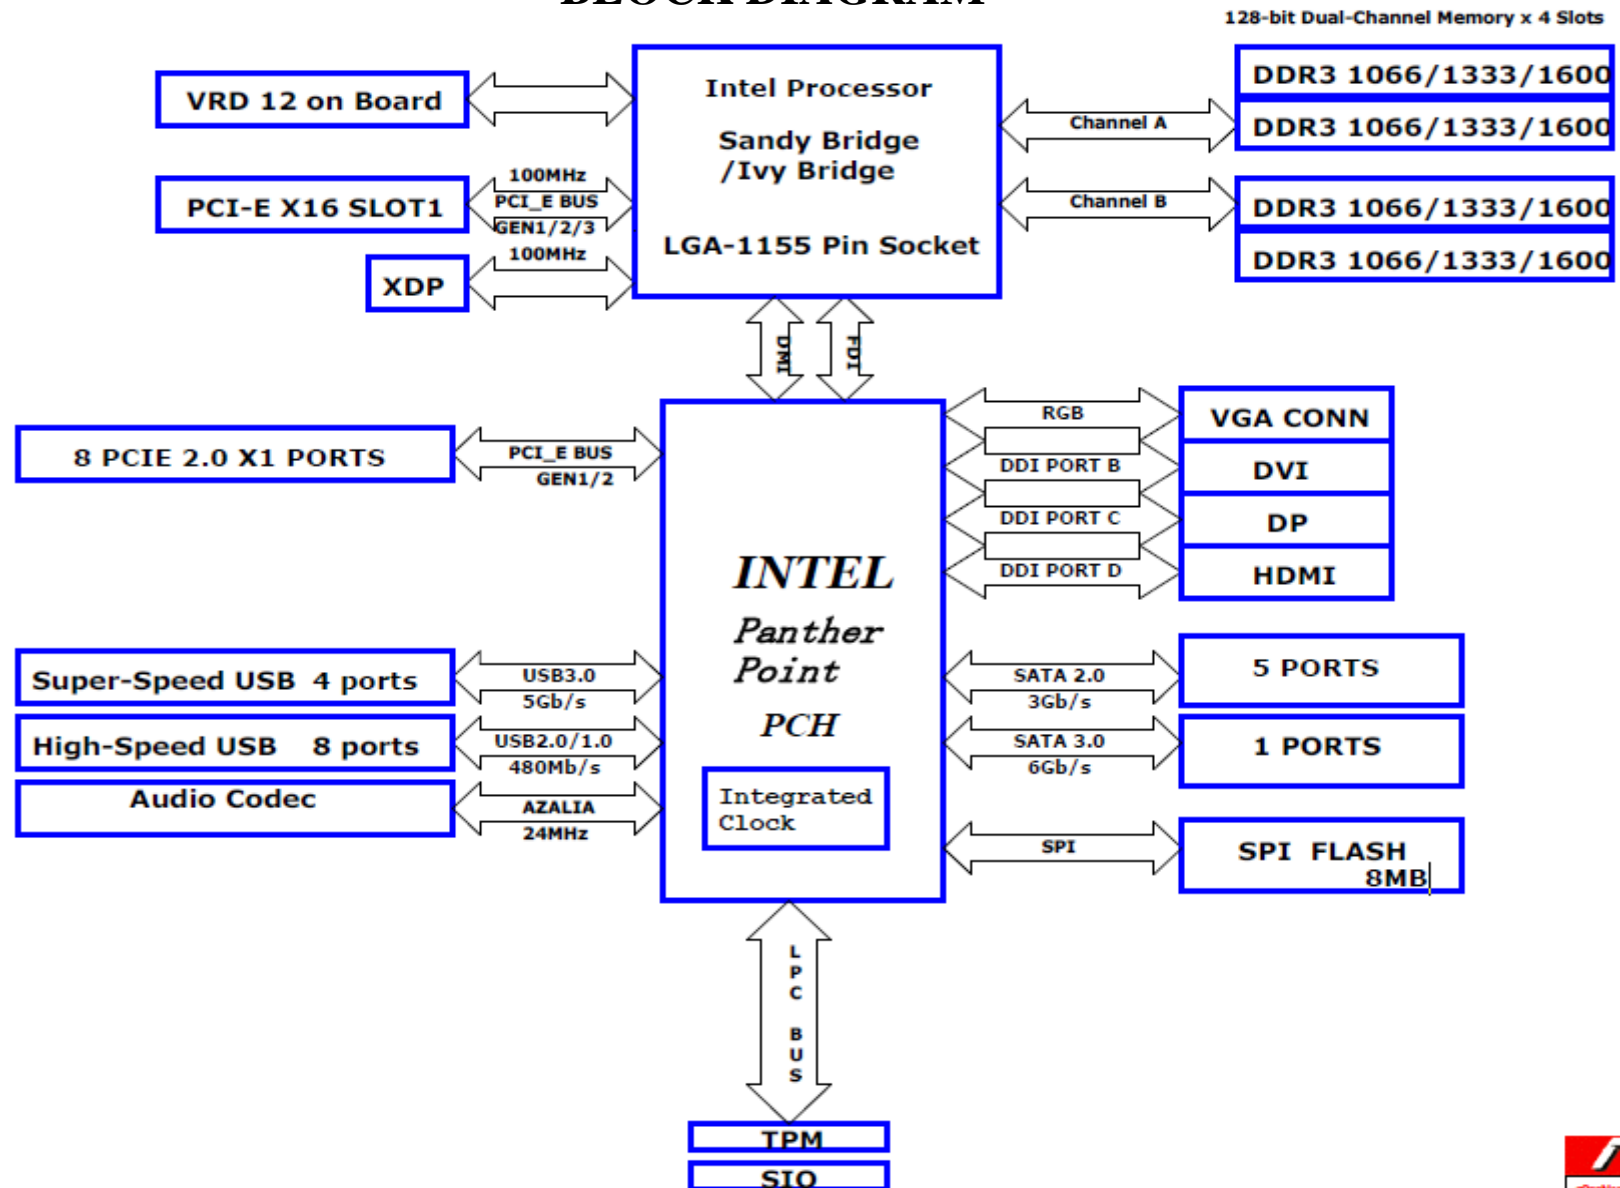 BLOCK DIAGRAM
128-bit Dual-Channel Memory x 4 Slots
VRD 12 on Board
Intel Processor
Sandy Bridge
/Ivy Bridge
LGA-1155 Pin Socket
DDR3 1066/1333/1600
Channel A
DDR3 1066/1333/1600
100MHz
PCI-E X16 SLOT1
PCI_E BUS
GEN1/2/3
Channel B
DDR3 1066/1333/1600
DDR3 1066/1333/1600
100MHz
XDP
DMI
FDI
RGB
VGA CONN
8 PCIE 2.0 X1 PORTS
PCI_E BUS
GEN1/2
DDI PORT B
DVI
DDI PORT C
DP
DDI PORT D
HDMI
INTEL
Panther
Point
PCH
Integrated
Clock
Super-Speed USB 4 ports
USB3.0
5Gb/s
SATA 2.0
3Gb/s
5 PORTS
High-Speed USB 8 ports
USB2.0/1.0
480Mb/s
SATA 3.0
6Gb/s
1 PORTS
Audio Codec
AZALIA
24MHz
SPI
SPI FLASH
8MB
LPC BUS
TPM
SIO